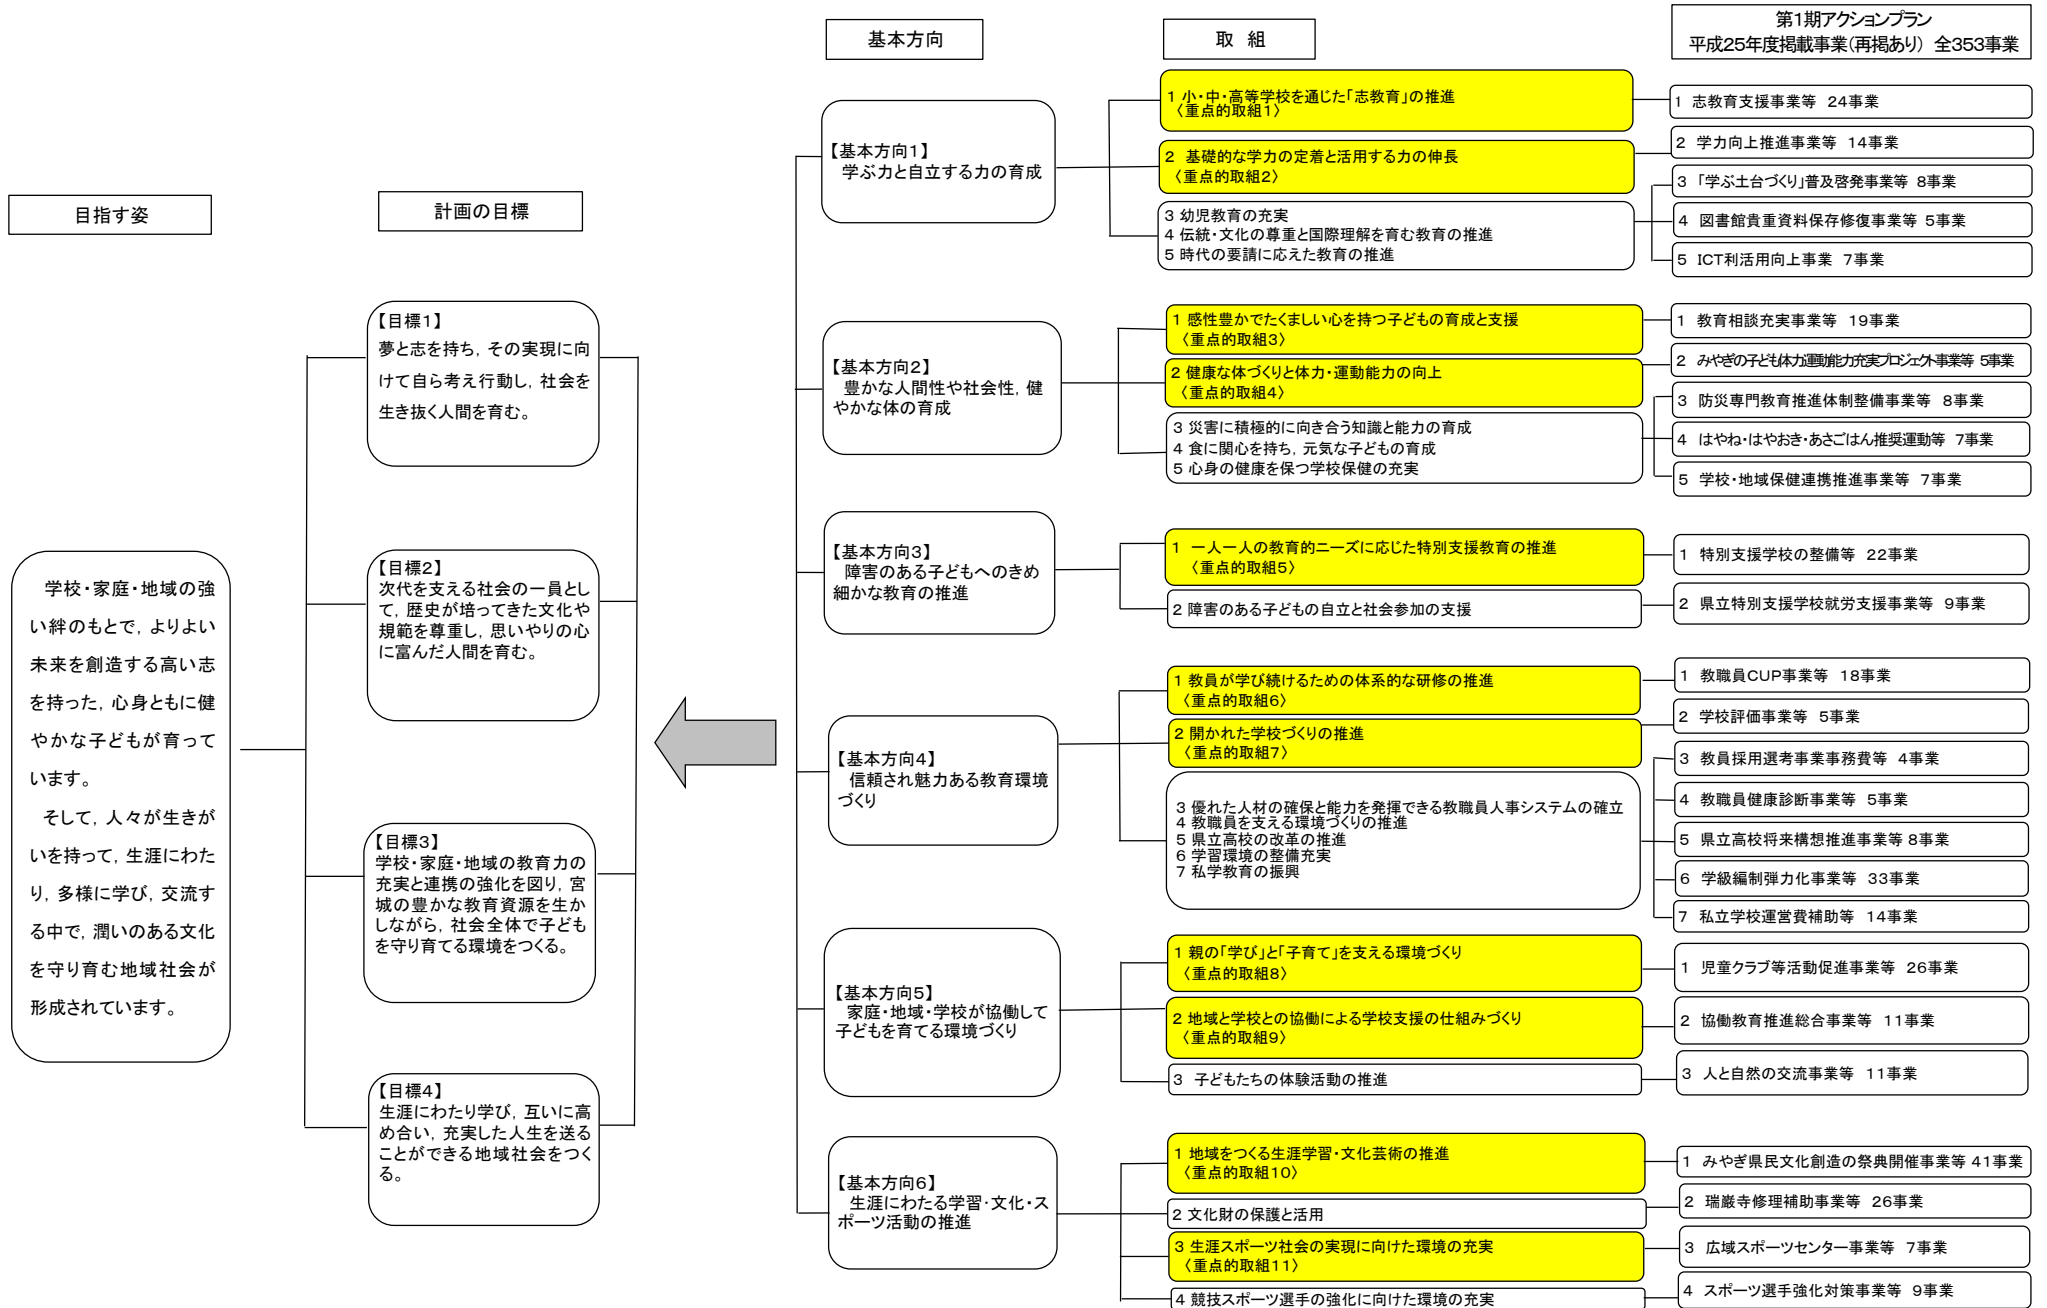 目指す姿
学校・家庭・地域の強
い絆のもとで，よりよい
未来を創造する高い志
を持った，心身ともに健
やかな子どもが育って
います。
そして，人々が生きが
いを持って，生涯にわた
り，多様に学び，交流す
る中で，潤いのある文化
を守り育む地域社会が
形成されています。
計画の目標
【目標1】
夢と志を持ち，その実現に向
けて自ら考え行動し，社会を
生き抜く人間を育む。
【目標2】
次代を支える社会の一員とし
て，歴史が培ってきた文化や
規範を尊重し，思いやりの心
に富んだ人間を育む。
【目標3】
学校・家庭・地域の教育力の
充実と連携の強化を図り，宮
城の豊かな教育資源を生か
しながら，社会全体で子ども
を守り育てる環境をつくる。
【目標4】
生涯にわたり学び，互いに高
め合い，充実した人生を送る
ことができる地域社会をつく
る。
基本方向
【基本方向1】
学ぶ力と自立する力の育成
【基本方向2】
豊かな人間性や社会性，健
やかな体の育成
【基本方向3】
障害のある子どもへのきめ
細かな教育の推進
【基本方向4】
信頼され魅力ある教育環境
づくり
【基本方向5】
家庭・地域・学校が協働して
子どもを育てる環境づくり
【基本方向6】
生涯にわたる学習・文化・ス
ポーツ活動の推進
取 組
1 小・中・高等学校を通じた「志教育」の推進
〈重点的取組1〉
2 基礎的な学力の定着と活用する力の伸長
〈重点的取組2〉
3 幼児教育の充実
4 伝統・文化の尊重と国際理解を育む教育の推進
5 時代の要請に応えた教育の推進
1 感性豊かでたくましい心を持つ子どもの育成と支援
〈重点的取組3〉
2 健康な体づくりと体力・運動能力の向上
〈重点的取組4〉
3 災害に積極的に向き合う知識と能力の育成
4 食に関心を持ち，元気な子どもの育成
5 心身の健康を保つ学校保健の充実
1 一人一人の教育的ニーズに応じた特別支援教育の推進
〈重点的取組5〉
2 障害のある子どもの自立と社会参加の支援
1 教員が学び続けるための体系的な研修の推進
〈重点的取組6〉
2 開かれた学校づくりの推進
〈重点的取組7〉
3 優れた人材の確保と能力を発揮できる教職員人事システムの確立
4 教職員を支える環境づくりの推進
5 県立高校の改革の推進
6 学習環境の整備充実
7 私学教育の振興
1 親の「学び」と「子育て」を支える環境づくり
〈重点的取組8〉
2 地域と学校との協働による学校支援の仕組みづくり
〈重点的取組9〉
3 子どもたちの体験活動の推進
1 地域をつくる生涯学習・文化芸術の推進
〈重点的取組10〉
2 文化財の保護と活用
3 生涯スポーツ社会の実現に向けた環境の充実
〈重点的取組11〉
4 競技スポーツ選手の強化に向けた環境の充実
第1期アクションプラン
平成25年度掲載事業(再掲あり) 全353事業
1 志教育支援事業等 24事業
2 学力向上推進事業等 14事業
3 「学ぶ土台づくり」普及啓発事業等 8事業
4 図書館貴重資料保存修復事業等 5事業
5 ICT利活用向上事業 7事業
1 教育相談充実事業等 19事業
2 みやぎの子ども体力運動能力充実プロジェクト事業等 5事業
3 防災専門教育推進体制整備事業等 8事業
4 はやね・はやおき・あさごはん推奨運動等 7事業
5 学校・地域保健連携推進事業等 7事業
1 特別支援学校の整備等 22事業
2 県立特別支援学校就労支援事業等 9事業
1 教職員CUP事業等 18事業
2 学校評価事業等 5事業
3 教員採用選考事業事務費等 4事業
4 教職員健康診断事業等 5事業
5 県立高校将来構想推進事業等 8事業
6 学級編制弾力化事業等 33事業
7 私立学校運営費補助等 14事業
1 児童クラブ等活動促進事業等 26事業
2 協働教育推進総合事業等 11事業
3 人と自然の交流事業等 11事業
1 みやぎ県民文化創造の祭典開催事業等 41事業
2 瑞巌寺修理補助事業等 26事業
3 広域スポーツセンター事業等 7事業
4 スポーツ選手強化対策事業等 9事業